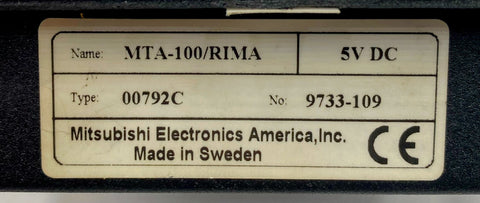 Name: MTA-100/RIMA 5V DC
Type: 00792C No: 9733-109
Mitsubishi Electronics America,Inc.
Made in Sweden CE